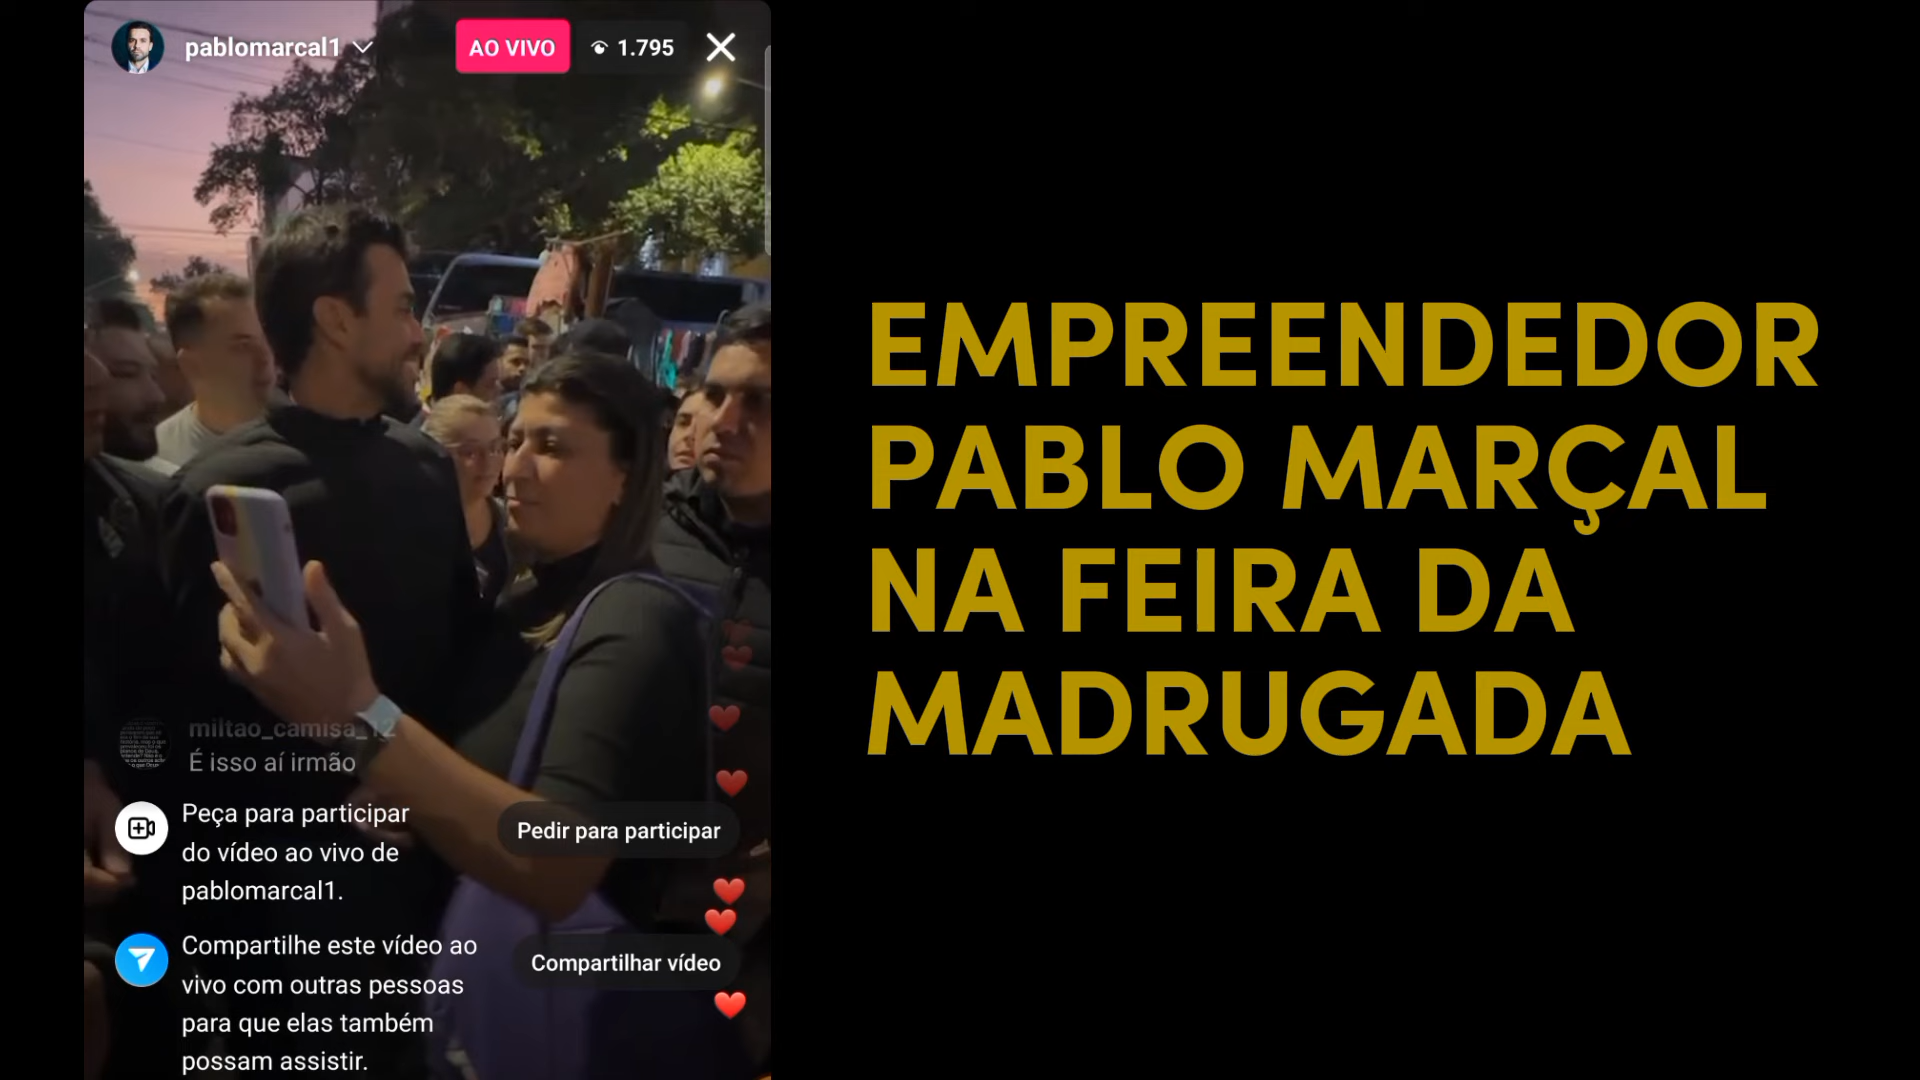 pablomarcal1
AO VIVO
1.795
miltao_camisa_12
É isso aí irmão
Peça para participar
do vídeo ao vivo de
pablomarcal1.
Pedir para participar
Compartilhe este vídeo ao
vivo com outras pessoas
para que elas também
possam assistir.
Compartilhar vídeo
EMPREENDEDOR
PABLO MARÇAL
NA FEIRA DA
MADRUGADA